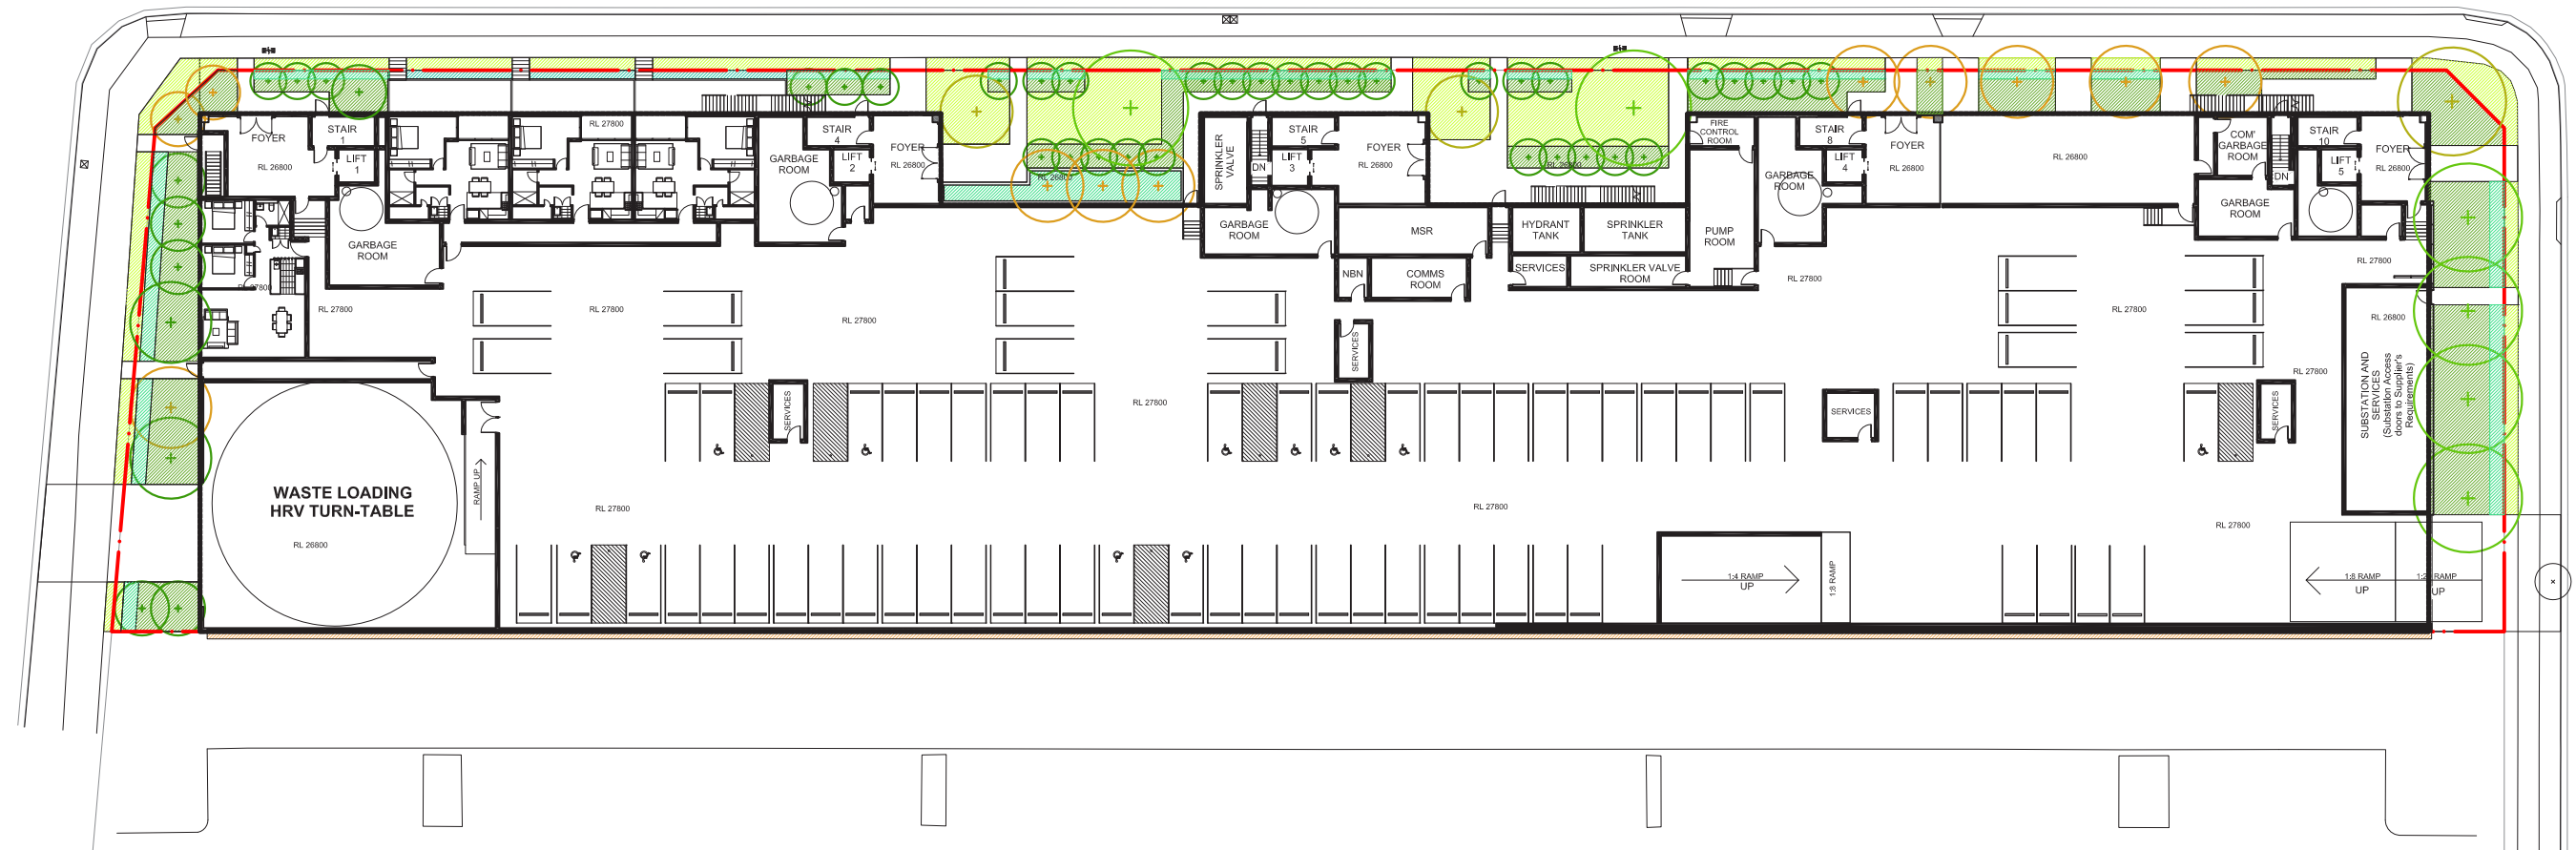 FOYER
RL 26800
STAIR
1
LIFT
1
GARBAGE
ROOM
RL 27800
RL 27800
RL 27800
STAIR
4
LIFT
2
GARBAGE
ROOM
FOYER
RL 26800
RL 26800
SPRINKLER
VALVE
DN
STAIR
5
LIFT
3
FOYER
RL 26800
GARBAGE
ROOM
MSR
NBN
COMMS
ROOM
SERVICES
RL 26800
HYDRANT
TANK
SPRINKLER
TANK
SERVICES
SPRINKLER VALVE
ROOM
FIRE
CONTROL
ROOM
PUMP
ROOM
STAIR
8
LIFT
4
GARBAGE
ROOM
FOYER
RL 26800
RL 26800
COM'
GARBAGE
ROOM
DN
GARBAGE
ROOM
STAIR
10
LIFT
5
FOYER
RL 26800
RL 27800
RL 27800
RL 27800
RL 27800
RL 27800
RL 26800
RL 27800
SUBSTATION AND
SERVICES
(Substation Access
doors to Supplier's
Requirements)
SERVICES
SERVICES
SERVICES
RL 27800
WASTE LOADING
HRV TURN-TABLE
RL 26800
RAMP UP
RL 27800
RL 27800
RL 27800
1:4 RAMP
UP
1:8 RAMP
1:8 RAMP
UP
RAMP
UP